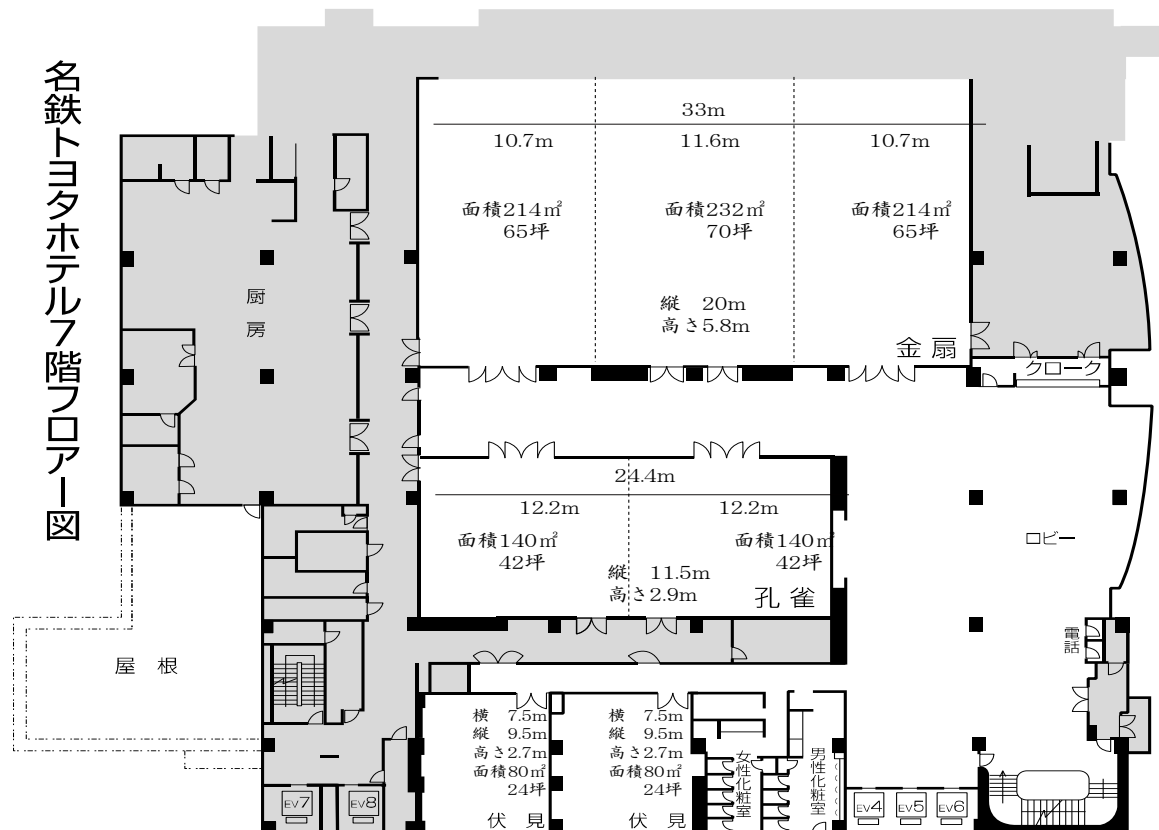 名鉄トヨタホテル7階フロアー図
33m
10.7m
11.6m
10.7m
面積214㎡
65坪
面積232㎡
70坪
面積214㎡
65坪
縦 20m
高さ5.8m
金扇
厨房
クローク
24.4m
12.2m
12.2m
面積140㎡
42坪
面積140㎡
42坪
縦 11.5m
高さ2.9m
孔雀
ロビー
電話
屋根
横 7.5m
縦 9.5m
高さ2.7m
面積80㎡
24坪
伏見
横 7.5m
縦 9.5m
高さ2.7m
面積80㎡
24坪
伏見
女性化粧室
男性化粧室
EV7
EV8
EV4
EV5
EV6